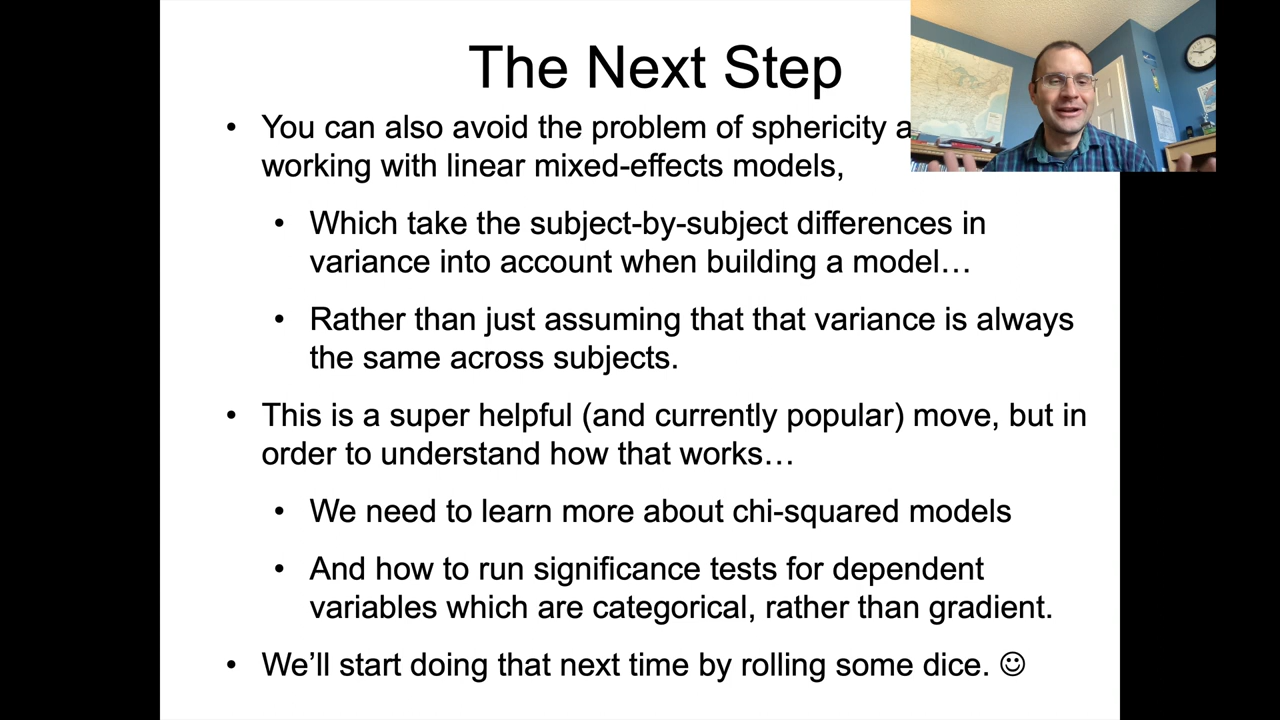 The Next Step
• You can also avoid the problem of sphericity
working with linear mixed-effects models,
• Which take the subject-by-subject differences in
variance into account when building a model…
• Rather than just assuming that that variance is always
the same across subjects.
• This is a super helpful (and currently popular) move, but in
order to understand how that works…
• We need to learn more about chi-squared models
• And how to run significance tests for dependent
variables which are categorical, rather than gradient.
• We’ll start doing that next time by rolling some dice. ☺